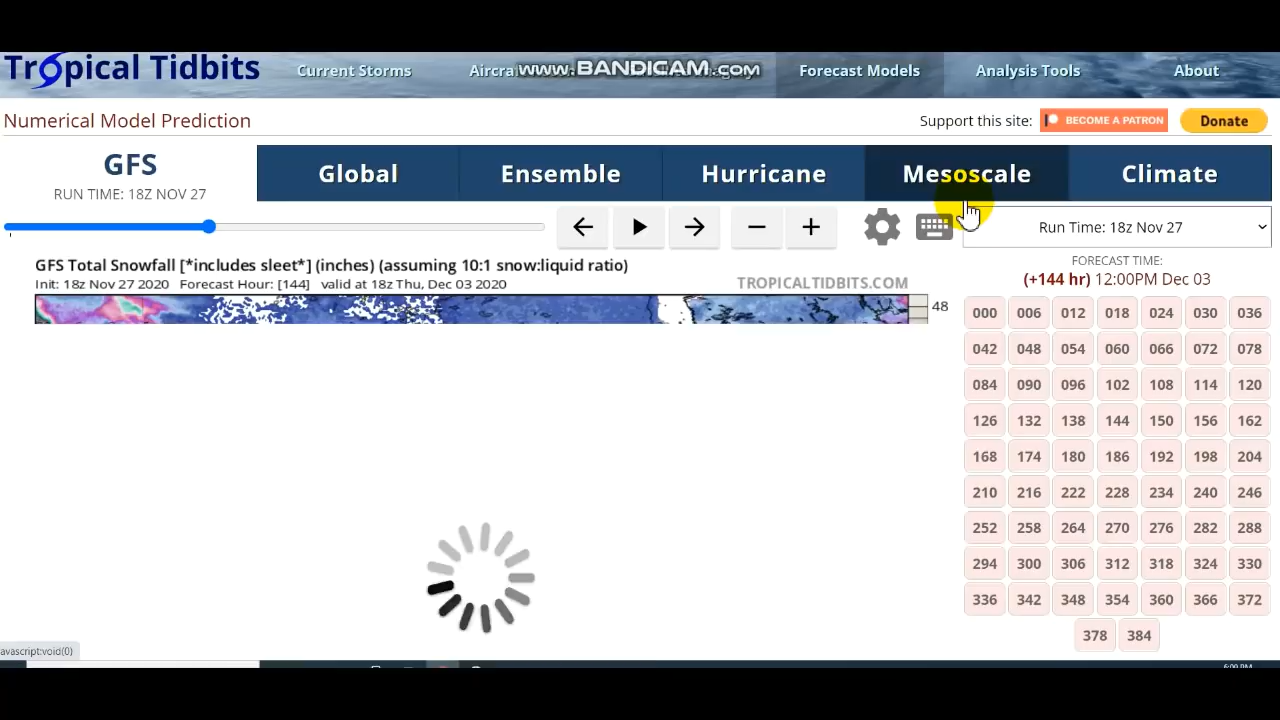 Tropical Tidbits
Current Storms
www.BANDICAM.com
Forecast Models
Analysis Tools
About
Numerical Model Prediction
Support this site:
BECOME A PATRON
Donate
GFS
RUN TIME: 18Z NOV 27
Global
Ensemble
Hurricane
Mesoscale
Climate
Run Time: 18z Nov 27
GFS Total Snowfall [*includes sleet*] (inches) (assuming 10:1 snow:liquid ratio)
Init: 18z Nov 27 2020 Forecast Hour: [144] valid at 18z Thu, Dec 03 2020
TROPICALTIDBITS.COM
48
FORECAST TIME:
(+144 hr) 12:00PM Dec 03
000 006 012 018 024 030 036
042 048 054 060 066 072 078
084 090 096 102 108 114 120
126 132 138 144 150 156 162
168 174 180 186 192 198 204
210 216 222 228 234 240 246
252 258 264 270 276 282 288
294 300 306 312 318 324 330
336 342 348 354 360 366 372
378 384
avascript:void(0)